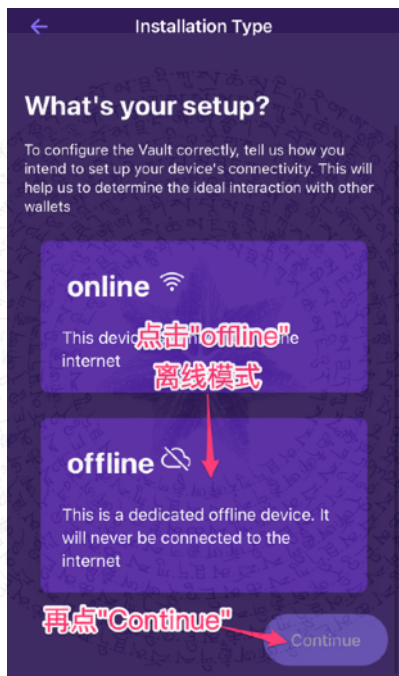 Installation Type
What's your setup?
To configure the Vault correctly, tell us how you
intend to set up your device's connectivity. This will
help us to determine the ideal interaction with other
wallets
online
点击"offline"
This devic
ne
internet
离线模式
offline
This is a dedicated offline device. It
will never be connected to the
internet
再点"Continue"
Continue